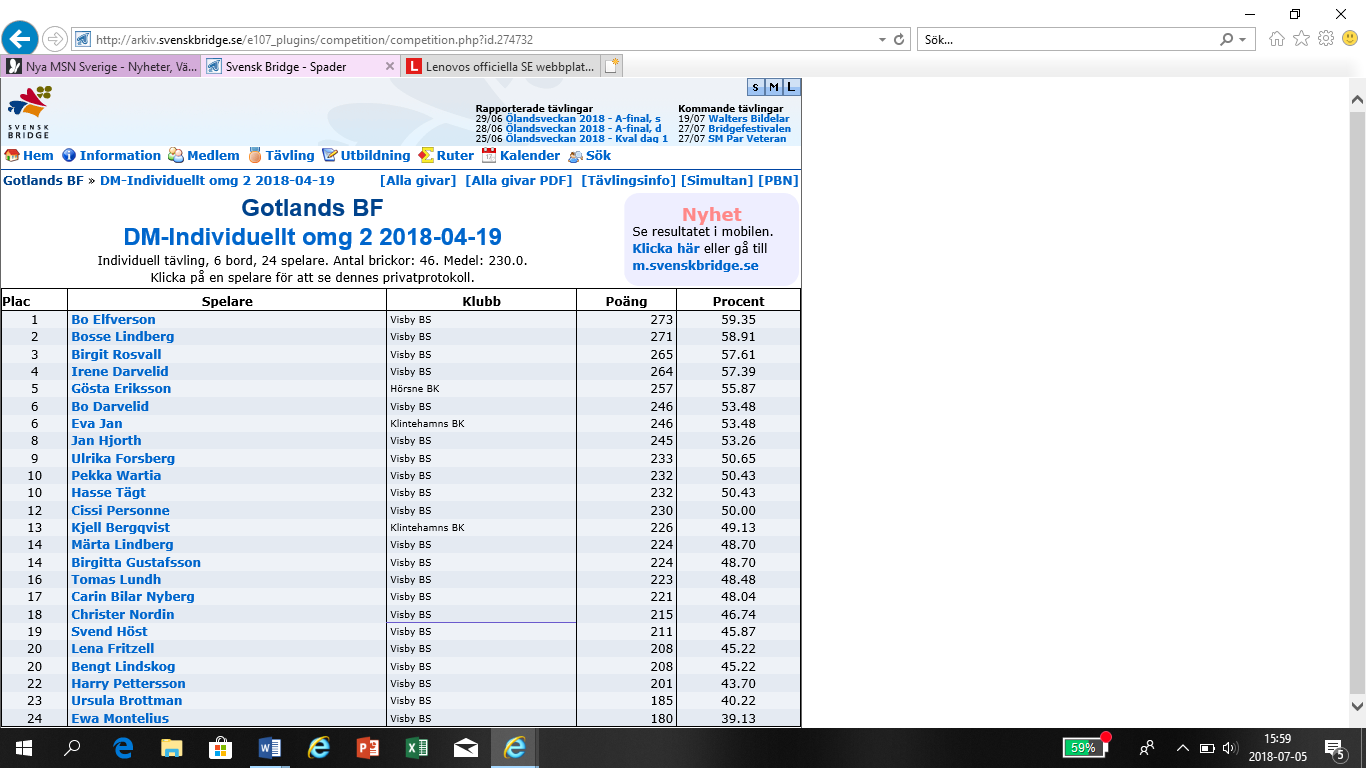 http://arkiv.svenskbridge.se/e107_plugins/competition/competition.php?id.274732
Sök...
Nya MSN Sverige - Nyheter, Vä...
Svensk Bridge - Spader
Lenovos officiella SE webbplat...
S M L
SVENSK
BRIDGE
Rapporterade tävlingar
29/06 Ölandsveckan 2018 - A-final, s
28/06 Ölandsveckan 2018 - A-final, d
25/06 Ölandsveckan 2018 - Kval dag 1
Kommande tävlingar
19/07 Walters Bildelar
27/07 Bridgefestivalen
27/07 SM Par Veteran
Hem Information Medlem Tävling Utbildning Ruter Kalender Sök
Gotlands BF » DM-Individuellt omg 2 2018-04-19 [Alla givar] [Alla givar PDF] [Tävlingsinfo] [Simultan] [PBN]
Gotlands BF
DM-Individuellt omg 2 2018-04-19
Individuell tävling, 6 bord, 24 spelare. Antal brickor: 46. Medel: 230.0.
Klicka på en spelare för att se dennes privatprotokoll.
Nyhet
Se resultatet i mobilen.
Klicka här eller gå till
m.svenskbridge.se
Plac Spelare Klubb Poäng Procent
1 Bo Elfverson Visby BS 273 59.35
2 Bosse Lindberg Visby BS 271 58.91
3 Birgit Rosvall Visby BS 265 57.61
4 Irene Darvelid Visby BS 264 57.39
5 Gösta Eriksson Hörsne BK 257 55.87
6 Bo Darvelid Visby BS 246 53.48
6 Eva Jan Klintehamns BK 246 53.48
8 Jan Hjorth Visby BS 245 53.26
9 Ulrika Forsberg Visby BS 233 50.65
10 Pekka Wartia Visby BS 232 50.43
10 Hasse Tägt Visby BS 232 50.43
12 Cissi Personne Visby BS 230 50.00
13 Kjell Bergqvist Klintehamns BK 226 49.13
14 Märta Lindberg Visby BS 224 48.70
14 Birgitta Gustafsson Visby BS 224 48.70
16 Tomas Lundh Visby BS 223 48.48
17 Carin Bilar Nyberg Visby BS 221 48.04
18 Christer Nordin Visby BS 215 46.74
19 Svend Höst Visby BS 211 45.87
20 Lena Fritzell Visby BS 208 45.22
20 Bengt Lindskog Visby BS 208 45.22
22 Harry Pettersson Visby BS 201 43.70
23 Ursula Brottman Visby BS 185 40.22
24 Ewa Montelius Visby BS 180 39.13
59%
15:59
2018-07-05
5